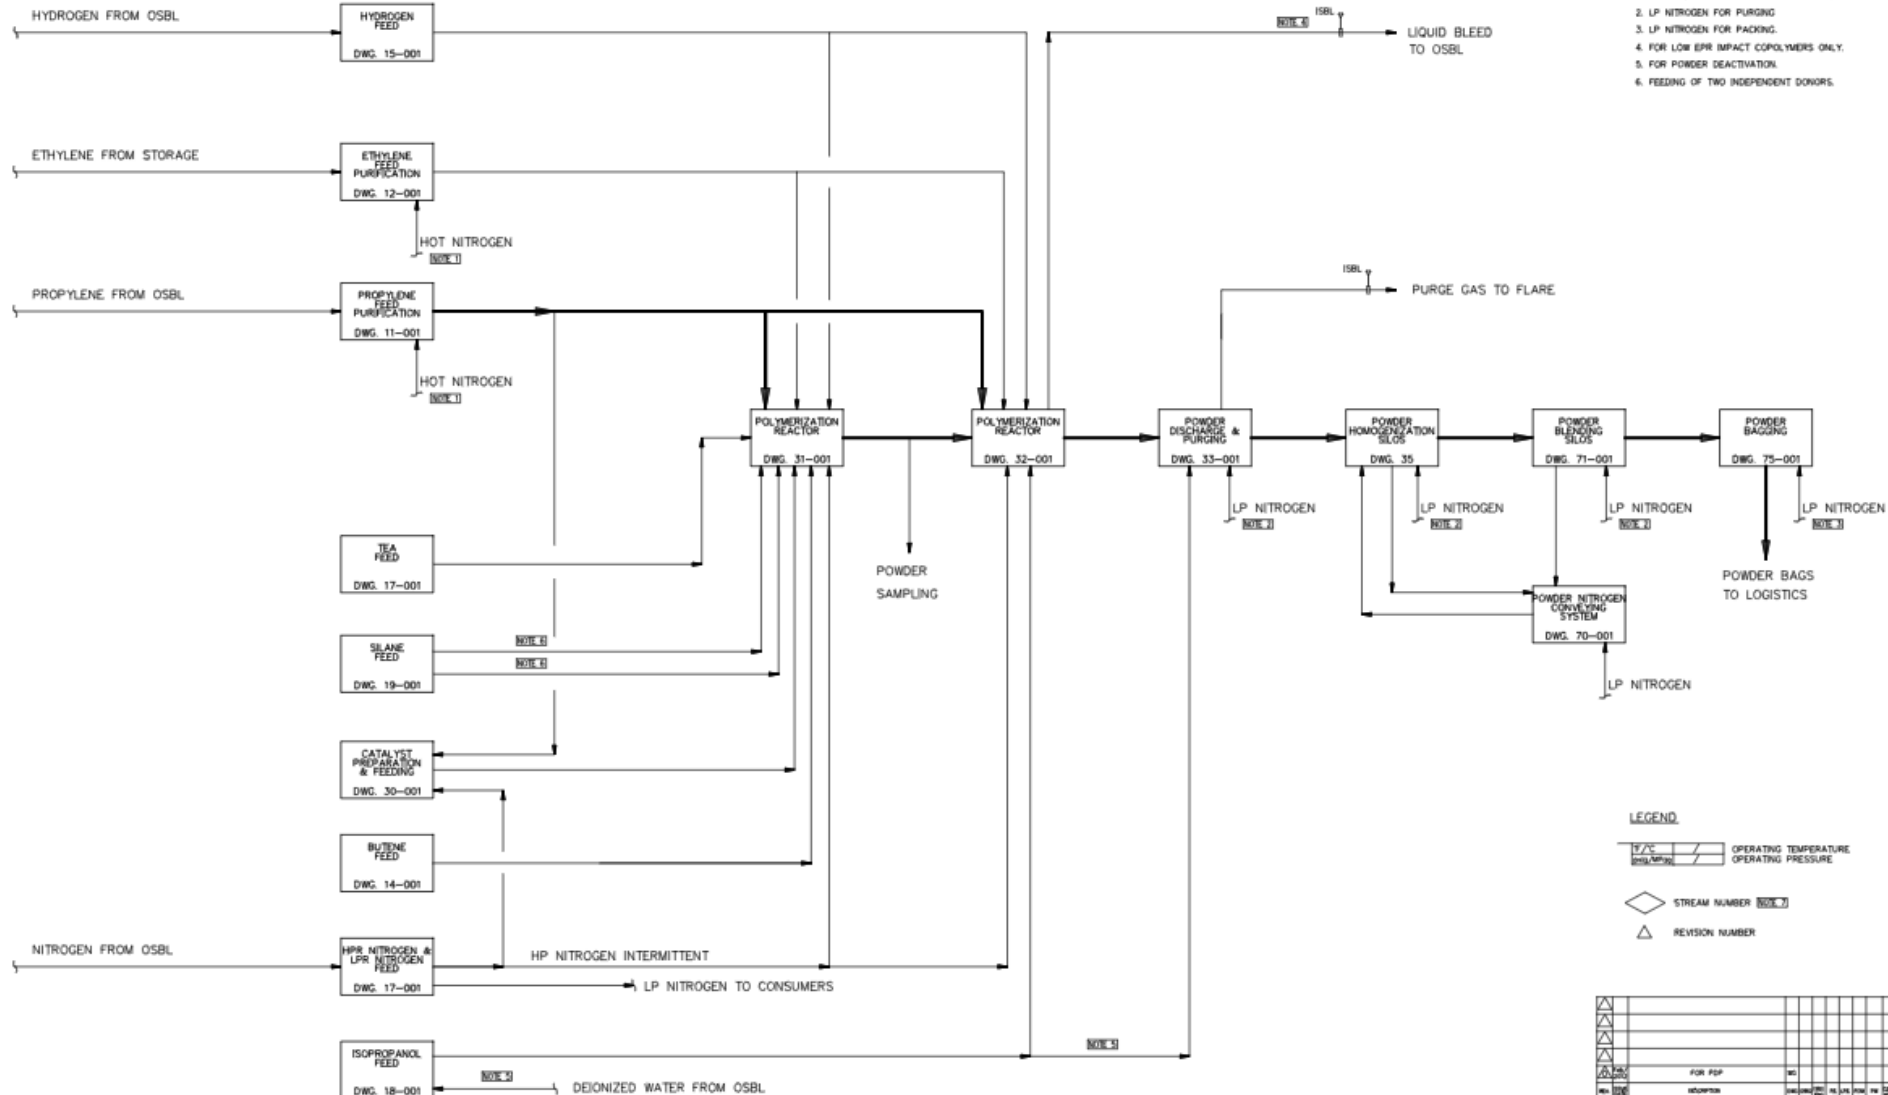 HYDROGEN FROM OSBL
HYDROGEN
FEED
DWG. 15-001
NOTE 4
ISBL
LIQUID BLEED
TO OSBL
2. LP NITROGEN FOR PURGING
3. LP NITROGEN FOR PACKING.
4. FOR LOW EPR IMPACT COPOLYMERS ONLY.
5. FOR POWDER DEACTIVATION.
6. FEEDING OF TWO INDEPENDENT DONORS.
ETHYLENE FROM STORAGE
ETHYLENE
FEED
PURIFICATION
DWG. 12-001
HOT NITROGEN
NOTE 1
PROPYLENE FROM OSBL
PROPYLENE
FEED
PURIFICATION
DWG. 11-001
HOT NITROGEN
NOTE 1
ISBL
PURGE GAS TO FLARE
POLYMERIZATION
REACTOR
DWG. 31-001
POLYMERIZATION
REACTOR
DWG. 32-001
POWDER
DISCHARGE &
PURGING
DWG. 33-001
POWDER
HOMOGENIZATION
SILOS
DWG. 35
POWDER
BLENDING
SILOS
DWG. 71-001
POWDER
BAGGING
DWG. 75-001
LP NITROGEN
NOTE 2
LP NITROGEN
NOTE 2
LP NITROGEN
NOTE 2
LP NITROGEN
NOTE 3
POWDER
SAMPLING
POWDER BAGS
TO LOGISTICS
POWDER NITROGEN
CONVEYING
SYSTEM
DWG. 70-001
LP NITROGEN
TEA
FEED
DWG. 17-001
SILANE
FEED
DWG. 19-001
NOTE 6
NOTE 6
CATALYST
PREPARATION
& FEEDING
DWG. 30-001
BUTENE
FEED
DWG. 14-001
NITROGEN FROM OSBL
HPR NITROGEN &
LPR NITROGEN
FEED
DWG. 17-001
HP NITROGEN INTERMITTENT
LP NITROGEN TO CONSUMERS
ISOPROPANOL
FEED
DWG. 18-001
NOTE 5
NOTE 5
DEIONIZED WATER FROM OSBL
LEGEND
OPERATING TEMPERATURE
OPERATING PRESSURE
STREAM NUMBER NOTE 7
REVISION NUMBER
FOR PDP
DESCRIPTION